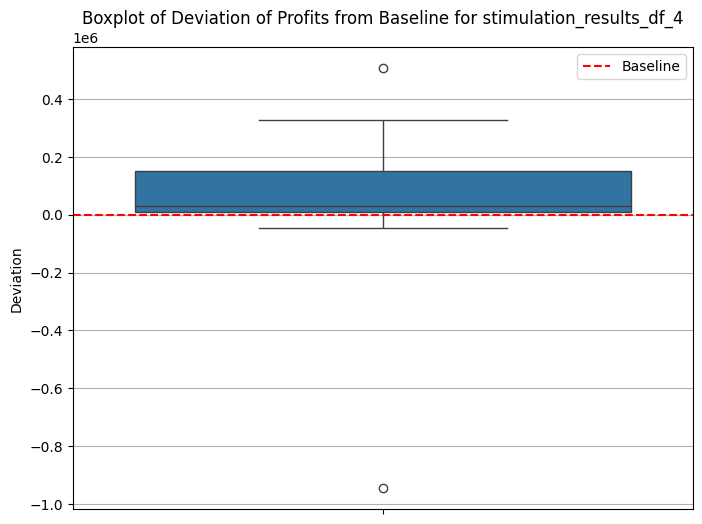 Boxplot of Deviation of Profits from Baseline for stimulation_results_df_4
1e6
Baseline
0.4
0.2
0.0
−0.2
−0.4
−0.6
−0.8
−1.0
Deviation